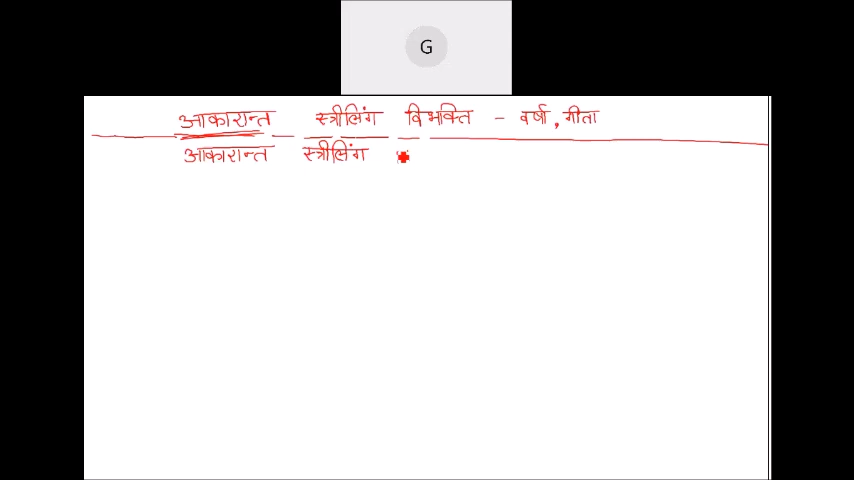 G
आकारान्त स्त्रीलिंग विभक्ति - वर्षा, गीता
आकारान्त स्त्रीलिंग